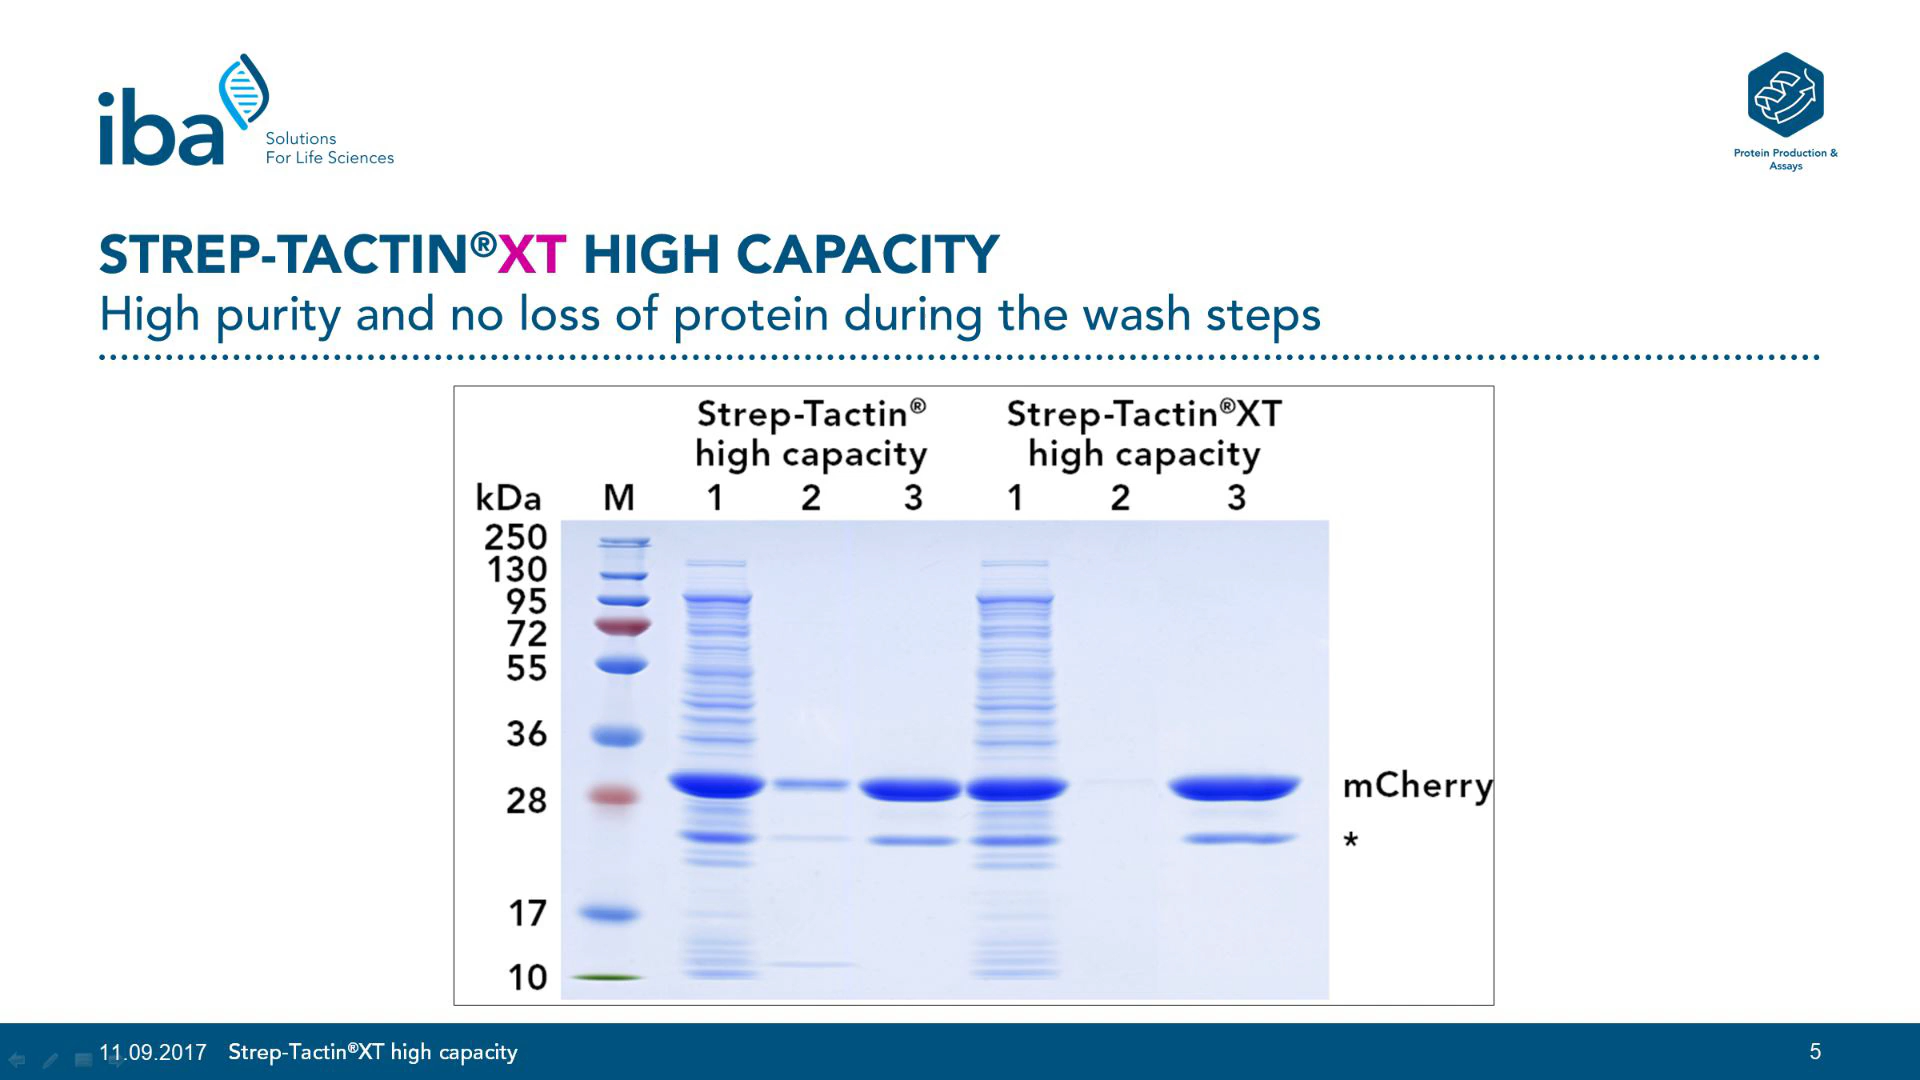 iba
Solutions
For Life Sciences
Protein Production &
Assays
STREP-TACTIN®XT HIGH CAPACITY
High purity and no loss of protein during the wash steps
Strep-Tactin® Strep-Tactin®XT
high capacity high capacity
kDa M 1 2 3 1 2 3
250
130
95
72
55
36
28
17
10
mCherry
*
11.09.2017 Strep-Tactin®XT high capacity 5